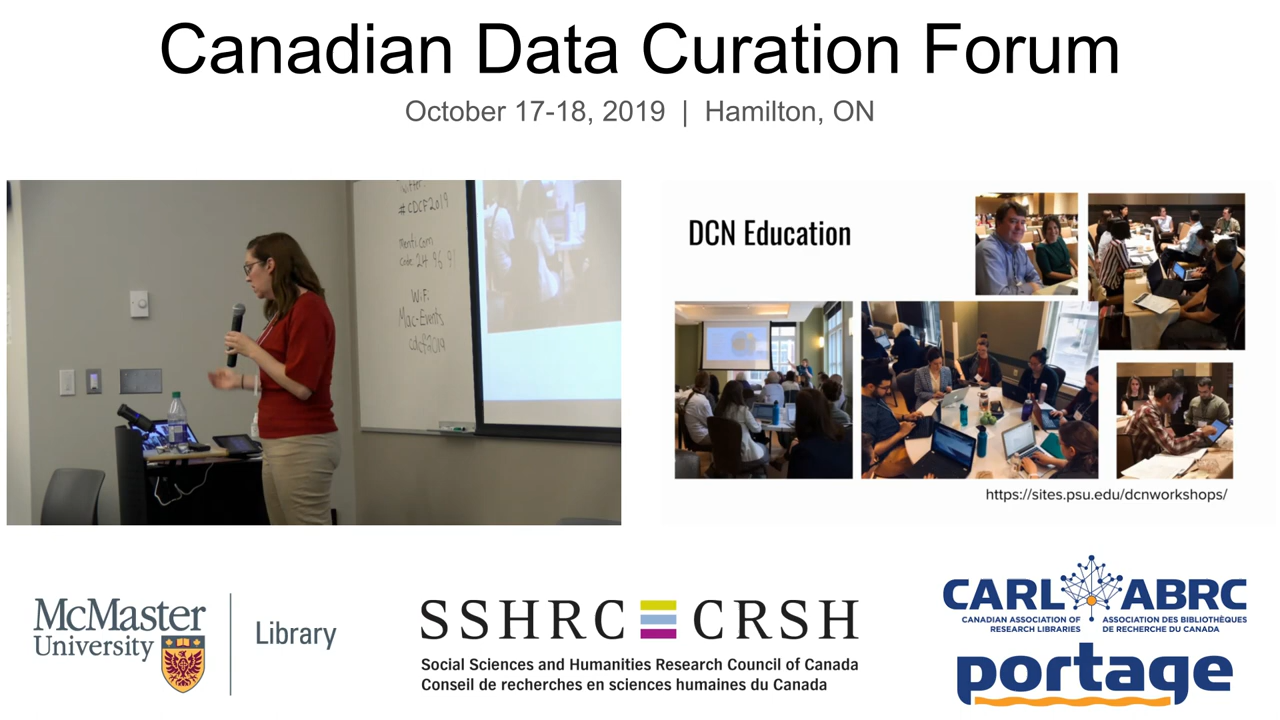 Canadian Data Curation Forum
October 17-18, 2019 | Hamilton, ON
Twitter:
#CDCF2019
menti.com
code 24 96 91
WiFi:
Mac-Events
cdcf2019
DCN Education
https://sites.psu.edu/dcnworkshops/
McMaster
University
Library
SSHRC CRSH
Social Sciences and Humanities Research Council of Canada
Conseil de recherches en sciences humaines du Canada
CARL ABRC
CANADIAN ASSOCIATION OF
RESEARCH LIBRARIES
ASSOCIATION DES BIBLIOTHÈQUES
DE RECHERCHE DU CANADA
portage